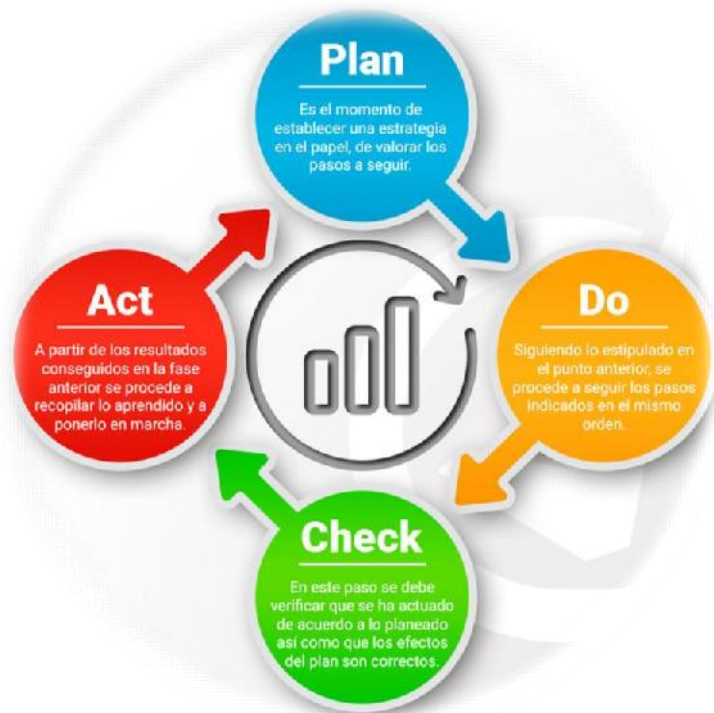 Plan
Es el momento de
establecer una estrategia
en el papel, de valorar los
pasos a seguir.
Do
Siguiendo lo estipulado en
el punto anterior, se
procede a seguir los pasos
indicados en el mismo
orden.
Check
En este paso se debe
verificar que se ha actuado
de acuerdo a lo planeado
así como que los efectos
del plan son correctos.
Act
A partir de los resultados
conseguidos en la fase
anterior se procede a
recopilar lo aprendido y a
ponerlo en marcha.